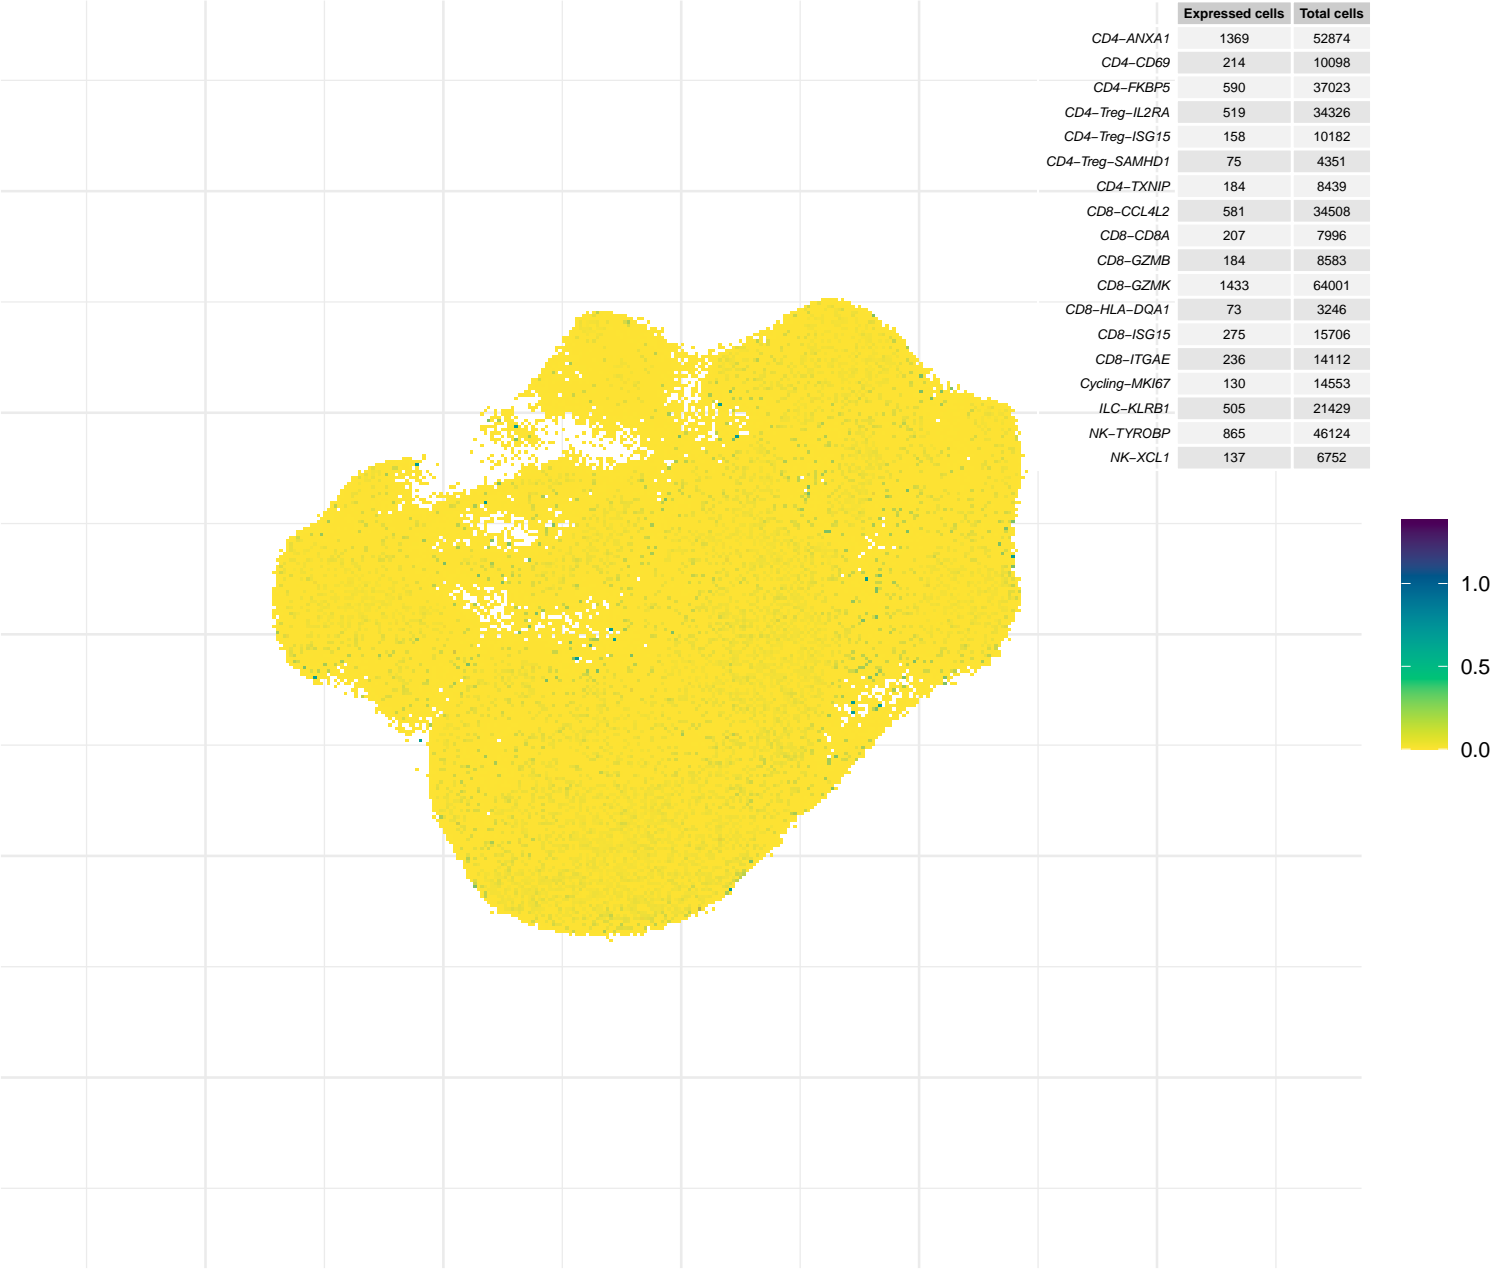 Expressed cells Total cells
CD4−ANXA1 1369 52874
CD4−CD69 214 10098
CD4−FKBP5 590 37023
CD4−Treg−IL2RA 519 34326
CD4−Treg−ISG15 158 10182
CD4−Treg−SAMHD1 75 4351
CD4−TXNIP 184 8439
CD8−CCL4L2 581 34508
CD8−CD8A 207 7996
CD8−GZMB 184 8583
CD8−GZMK 1433 64001
CD8−HLA−DQA1 73 3246
CD8−ISG15 275 15706
CD8−ITGAE 236 14112
Cycling−MKI67 130 14553
ILC−KLRB1 505 21429
NK−TYROBP 865 46124
NK−XCL1 137 6752
1.0
0.5
0.0